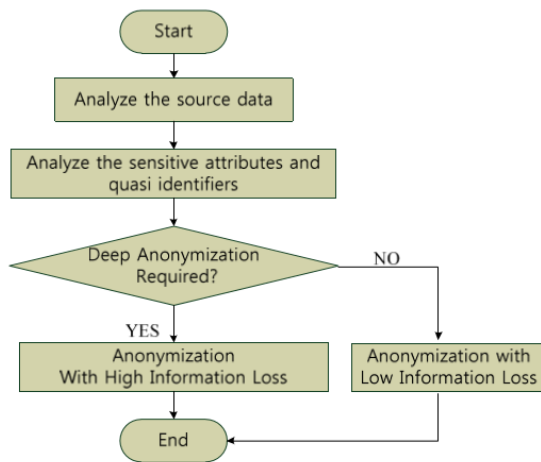 Start
Analyze the source data
Analyze the sensitive attributes and
quasi identifiers
Deep Anonymization
Required?
NO
YES
Anonymization
With High Information Loss
Anonymization with
Low Information Loss
End